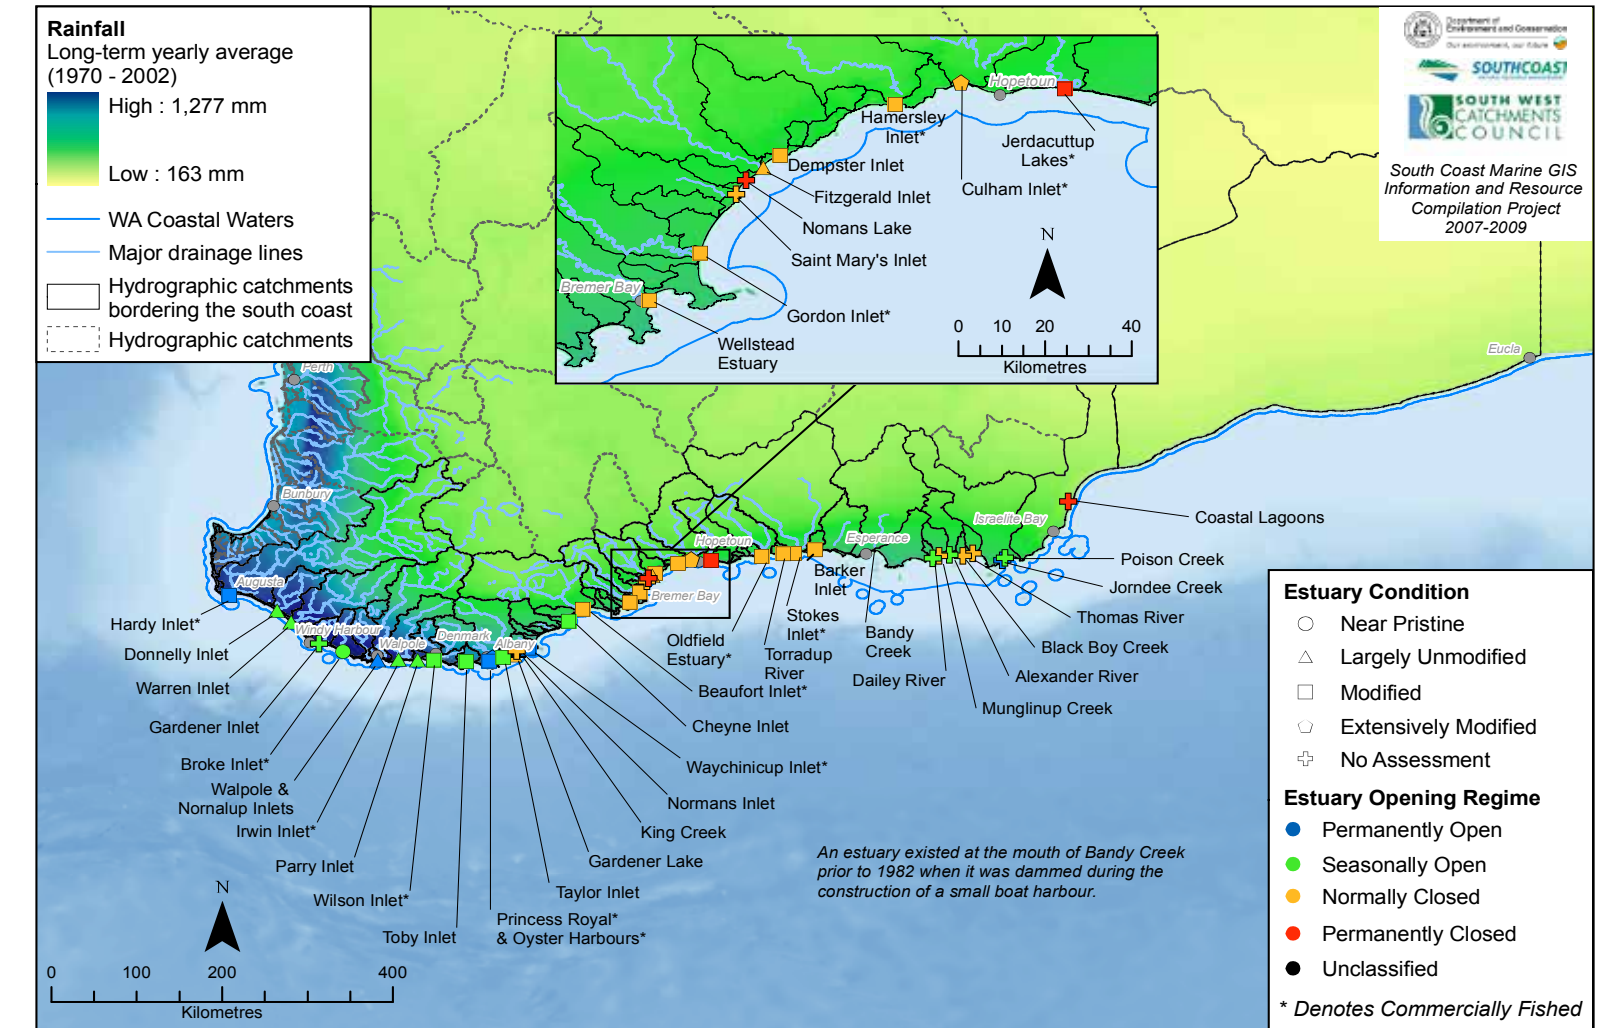 Rainfall
Long-term yearly average
(1970 - 2002)
High : 1,277 mm
Low : 163 mm
WA Coastal Waters
Major drainage lines
Hydrographic catchments
bordering the south coast
Hydrographic catchments
Hopetoun
Hamersley
Inlet*
Jerdacuttup
Lakes*
Dempster Inlet
Culham Inlet*
Fitzgerald Inlet
Nomans Lake
Saint Mary's Inlet
N
Bremer Bay
Gordon Inlet*
Wellstead
Estuary
0 10 20 40
Kilometres
Department of
Environment and Conservation
Our environment, our future
SOUTHCOAST
SOUTH WEST
CATCHMENTS
COUNCIL
South Coast Marine GIS
Information and Resource
Compilation Project
2007-2009
Eucla
Perth
Bunbury
Augusta
Windy Harbour
Walpole
Denmark
Albany
Bremer Bay
Hopetoun
Esperance
Israelite Bay
Coastal Lagoons
Poison Creek
Jorndee Creek
Thomas River
Black Boy Creek
Alexander River
Munglinup Creek
Dailey River
Bandy
Creek
Barker
Inlet
Stokes
Inlet*
Torradup
River
Oldfield
Estuary*
Beaufort Inlet*
Cheyne Inlet
Waychinicup Inlet*
Normans Inlet
King Creek
Gardener Lake
Taylor Inlet
Princess Royal*
& Oyster Harbours*
Toby Inlet
Wilson Inlet*
Parry Inlet
Irwin Inlet*
Walpole &
Nornalup Inlets
Broke Inlet*
Gardener Inlet
Warren Inlet
Donnelly Inlet
Hardy Inlet*
An estuary existed at the mouth of Bandy Creek
prior to 1982 when it was dammed during the
construction of a small boat harbour.
N
0 100 200 400
Kilometres
Estuary Condition
Near Pristine
Largely Unmodified
Modified
Extensively Modified
No Assessment
Estuary Opening Regime
Permanently Open
Seasonally Open
Normally Closed
Permanently Closed
Unclassified
* Denotes Commercially Fished